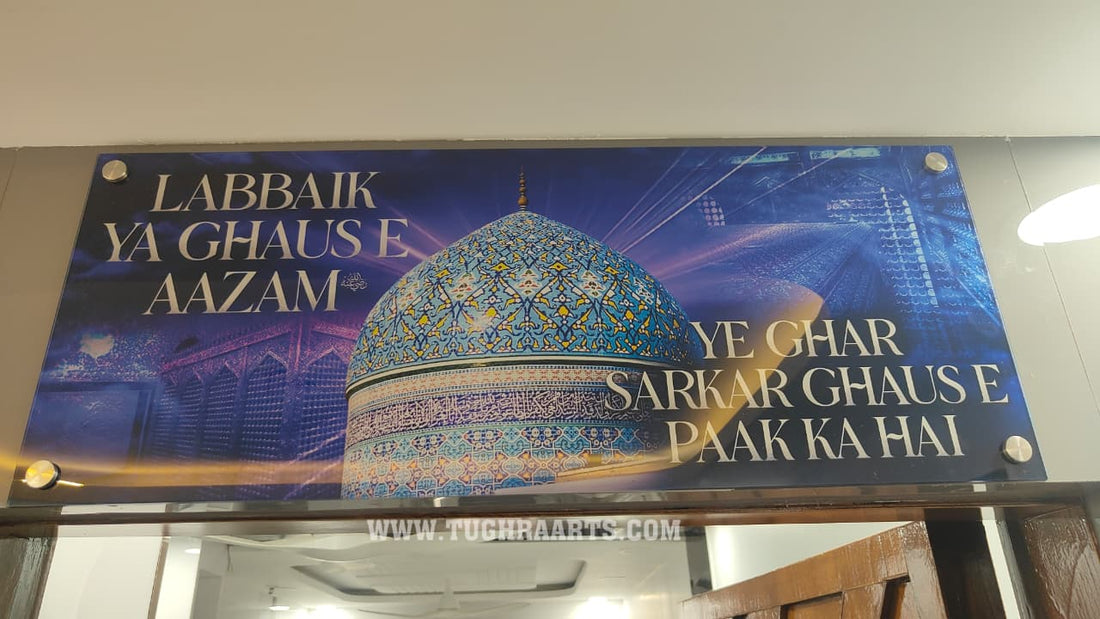 LABBAIK
YA GHAUS E
AAZAM
YE GHAR
SARKAR GHAUS E
PAAK KA HAI
WWW.TUGHRAARTS.COM